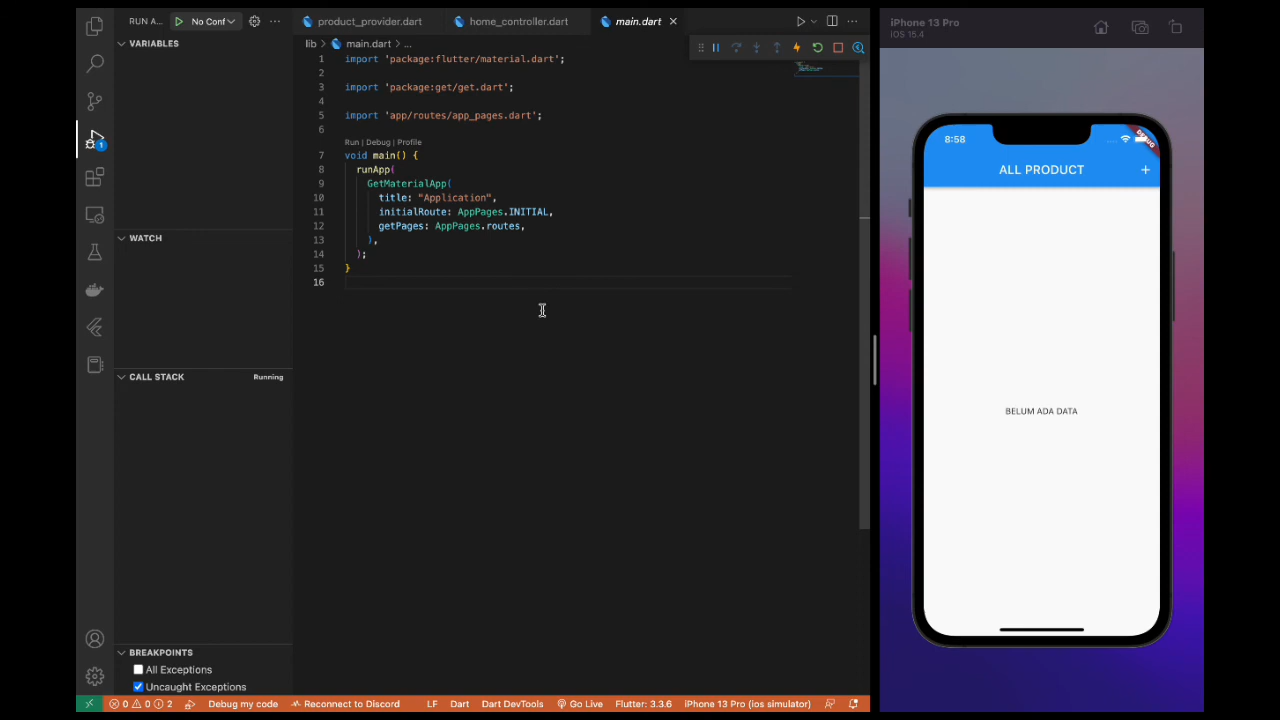 RUN A...
No Conf
product_provider.dart
home_controller.dart
main.dart
iPhone 13 Pro
iOS 15.4
VARIABLES
lib > main.dart > ...
1 import 'package:flutter/material.dart';
2
3 import 'package:get/get.dart';
4
5 import 'app/routes/app_pages.dart';
6
Run | Debug | Profile
7 void main() {
8 runApp(
9 GetMaterialApp(
10 title: "Application",
11 initialRoute: AppPages.INITIAL,
12 getPages: AppPages.routes,
13 ),
14 );
15 }
16
1
WATCH
CALL STACK
Running
BREAKPOINTS
All Exceptions
Uncaught Exceptions
0 0 2
Debug my code
Reconnect to Discord
LF
Dart
Dart DevTools
Go Live
Flutter: 3.3.6
iPhone 13 Pro (ios simulator)
8:58
DEBUG
ALL PRODUCT
+
BELUM ADA DATA